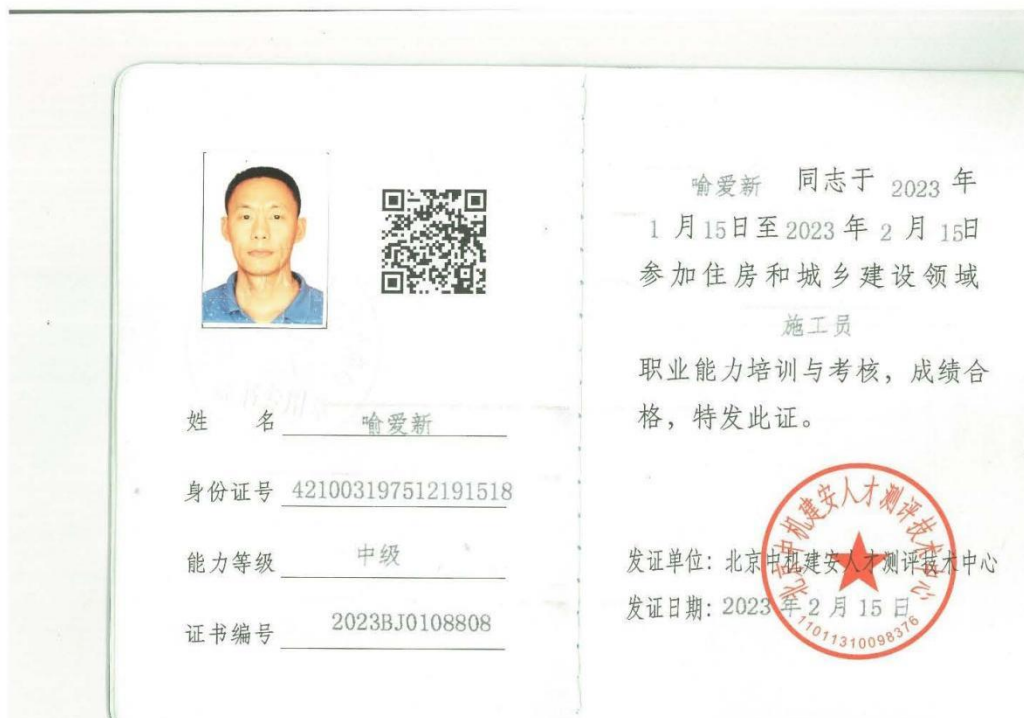 姓 名 喻爱新
身份证号 421003197512191518
能力等级 中级
证书编号 2023BJ0108808
喻爱新 同志于 2023 年
1 月 15日至 2023 年 2 月 15日
参加住房和城乡建设领域
施工员
职业能力培训与考核，成绩合
格，特发此证。
发证单位：北京中机建安人才测评技术中心
发证日期：2023 年 2 月 15 日
北京中机建安人才测评技术中心
11011310098376